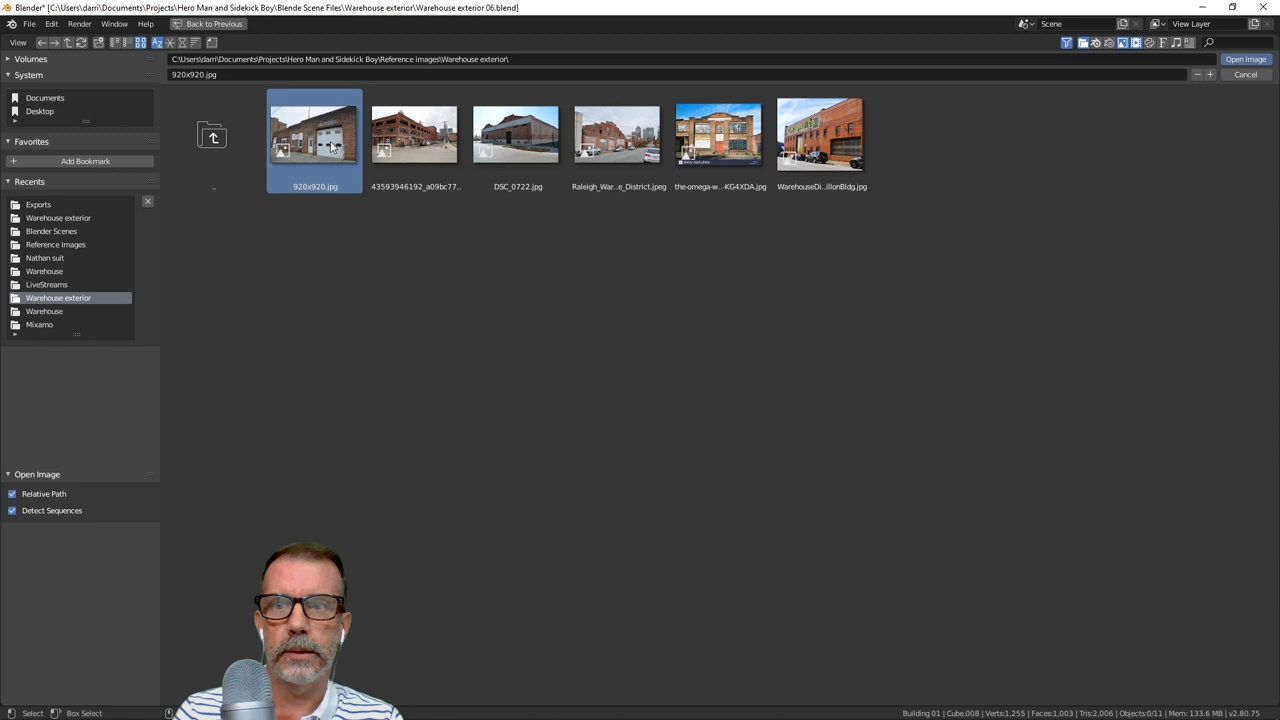 Blender* [C:\Users\darri\Documents\Projects\Hero Man and Sidekick Boy\Blende Scene Files\Warehouse exterior\Warehouse exterior 06.blend]
File Edit Render Window Help Back to Previous Scene View Layer
View
Volumes C:\Users\darri\Documents\Projects\Hero Man and Sidekick Boy\Reference images\Warehouse exterior\ Open Image
System 920x920.jpg Cancel
Documents
Desktop
Favorites
Add Bookmark
Recents
.. 920x920.jpg 43593946192_a09bc77.. DSC_0722.jpg Raleigh_War..e_District.jpeg the-omega-w..-KG4XDA.jpg WarehouseDi..illonBldg.jpg
Exports
Warehouse exterior
Blender Scenes
Reference Images
Nathan suit
Warehouse
LiveStreams
Warehouse exterior
Warehouse
Mixamo
Open Image
Relative Path
Detect Sequences
Select Box Select Building 01 | Cube.008 | Verts:1,255 | Faces:1,003 | Tris:2,006 | Objects:0/11 | Mem: 133.6 MB | v2.80.75